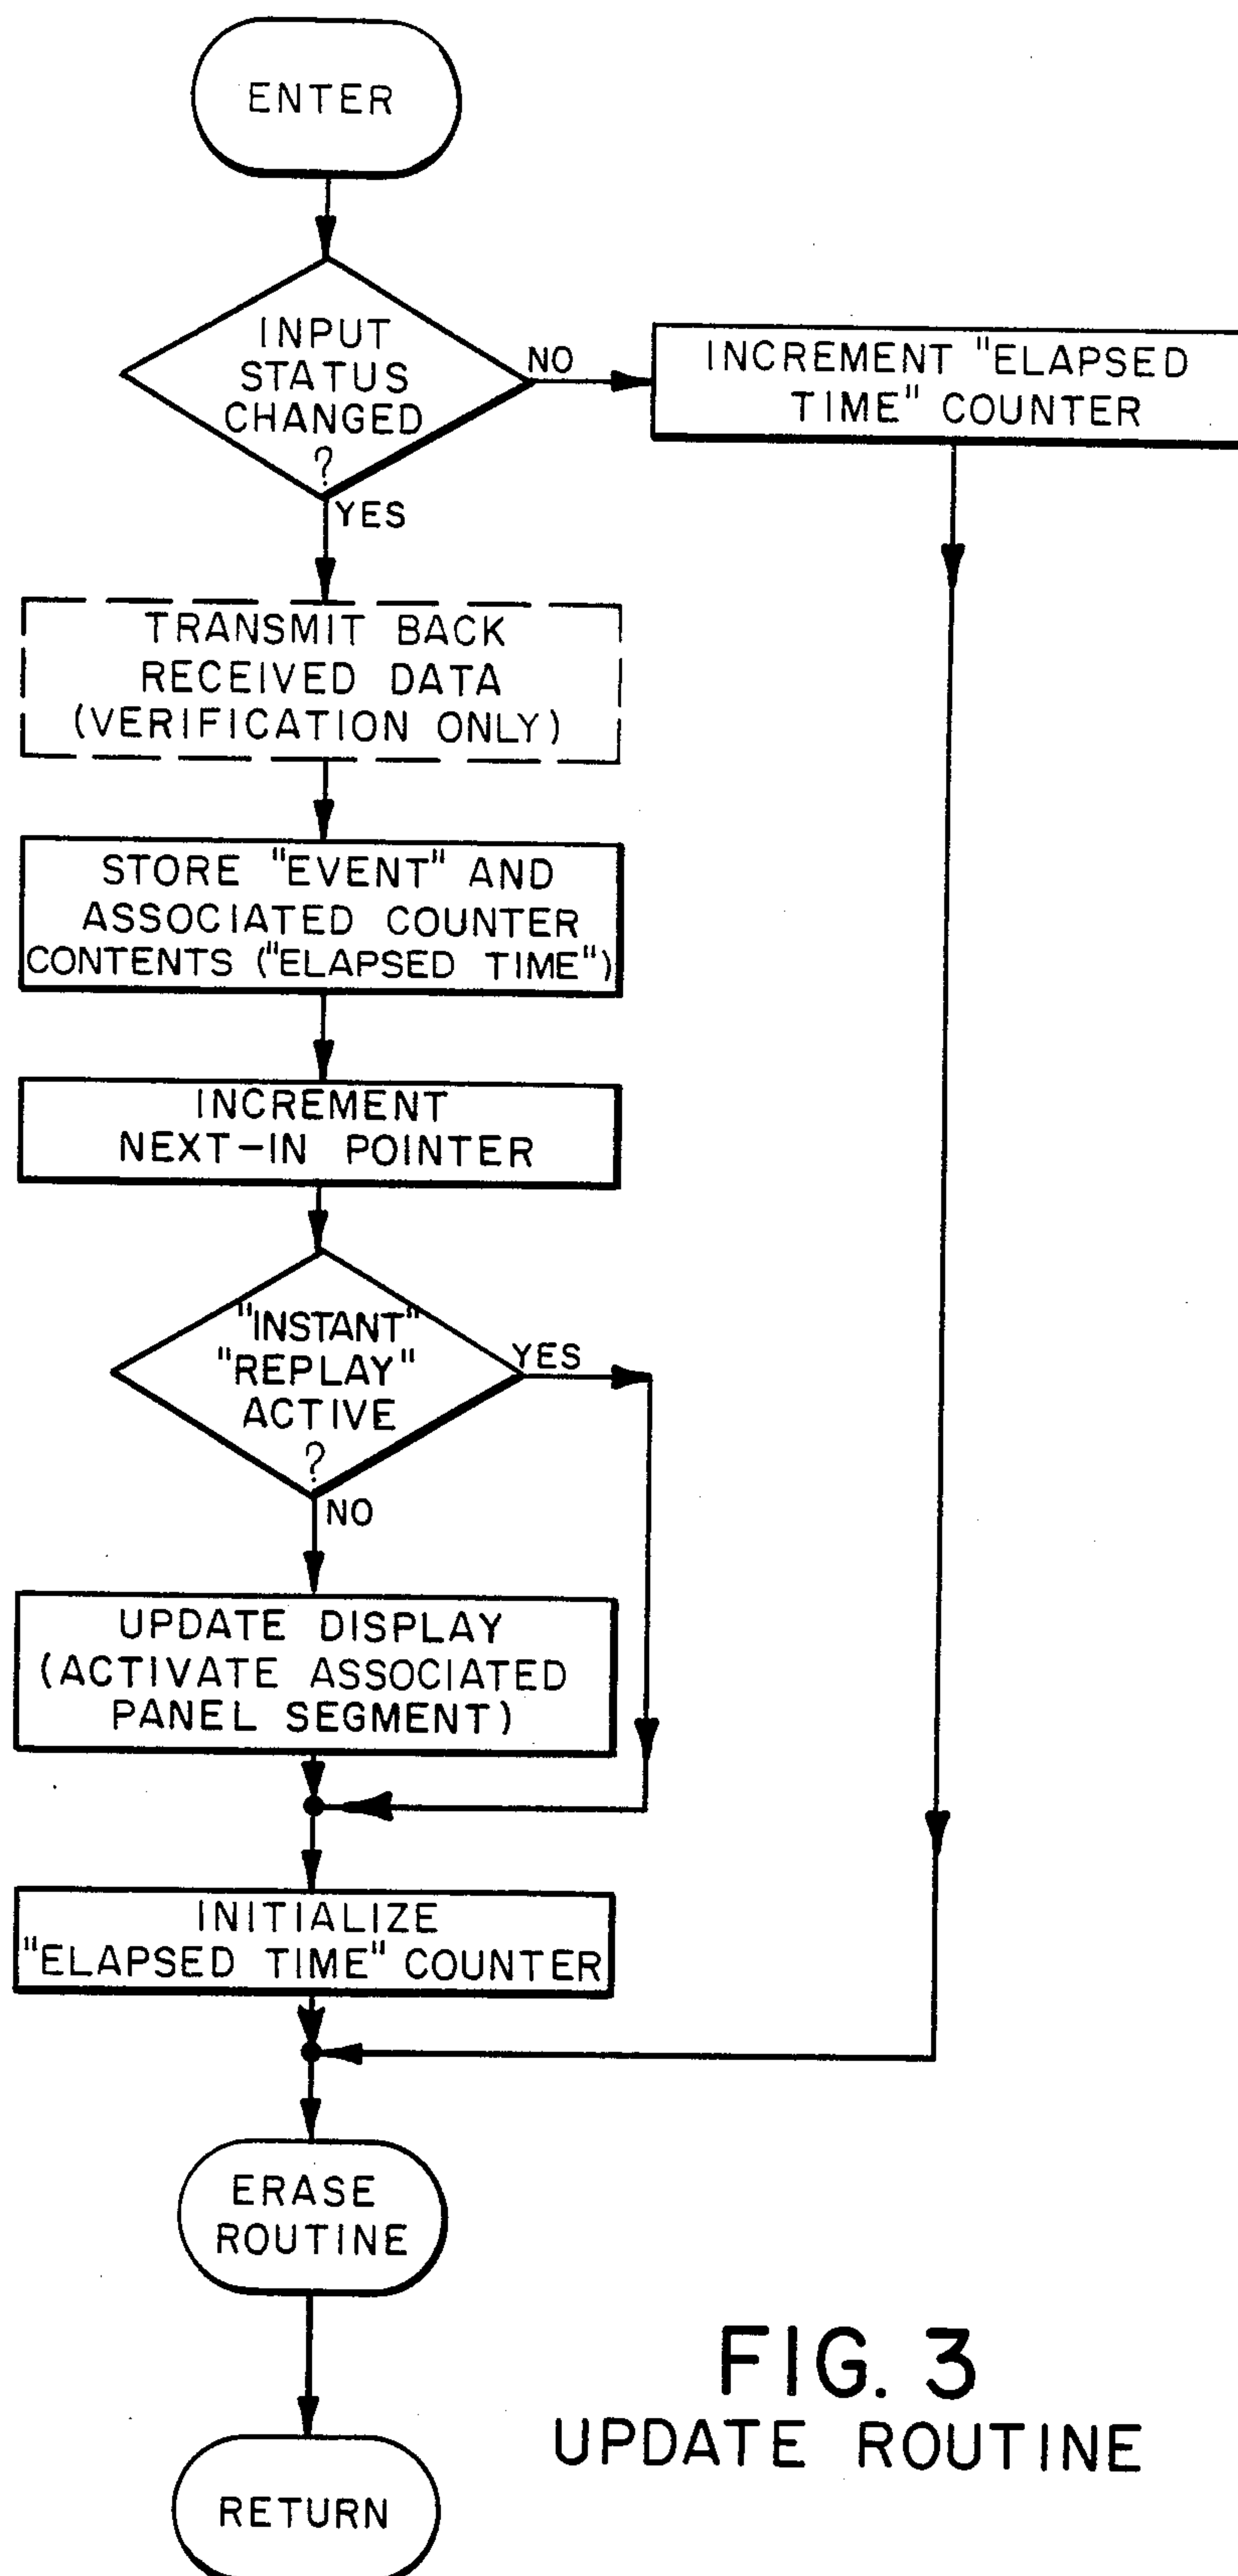 ENTER
INPUT
STATUS
CHANGED
?
NO
INCREMENT "ELAPSED
TIME" COUNTER
YES
TRANSMIT BACK
RECEIVED DATA
(VERIFICATION ONLY)
STORE "EVENT" AND
ASSOCIATED COUNTER
CONTENTS ("ELAPSED TIME")
INCREMENT
NEXT-IN POINTER
"INSTANT"
"REPLAY"
ACTIVE
?
YES
NO
UPDATE DISPLAY
(ACTIVATE ASSOCIATED
PANEL SEGMENT)
INITIALIZE
"ELAPSED TIME" COUNTER
ERASE
ROUTINE
RETURN
FIG. 3
UPDATE ROUTINE